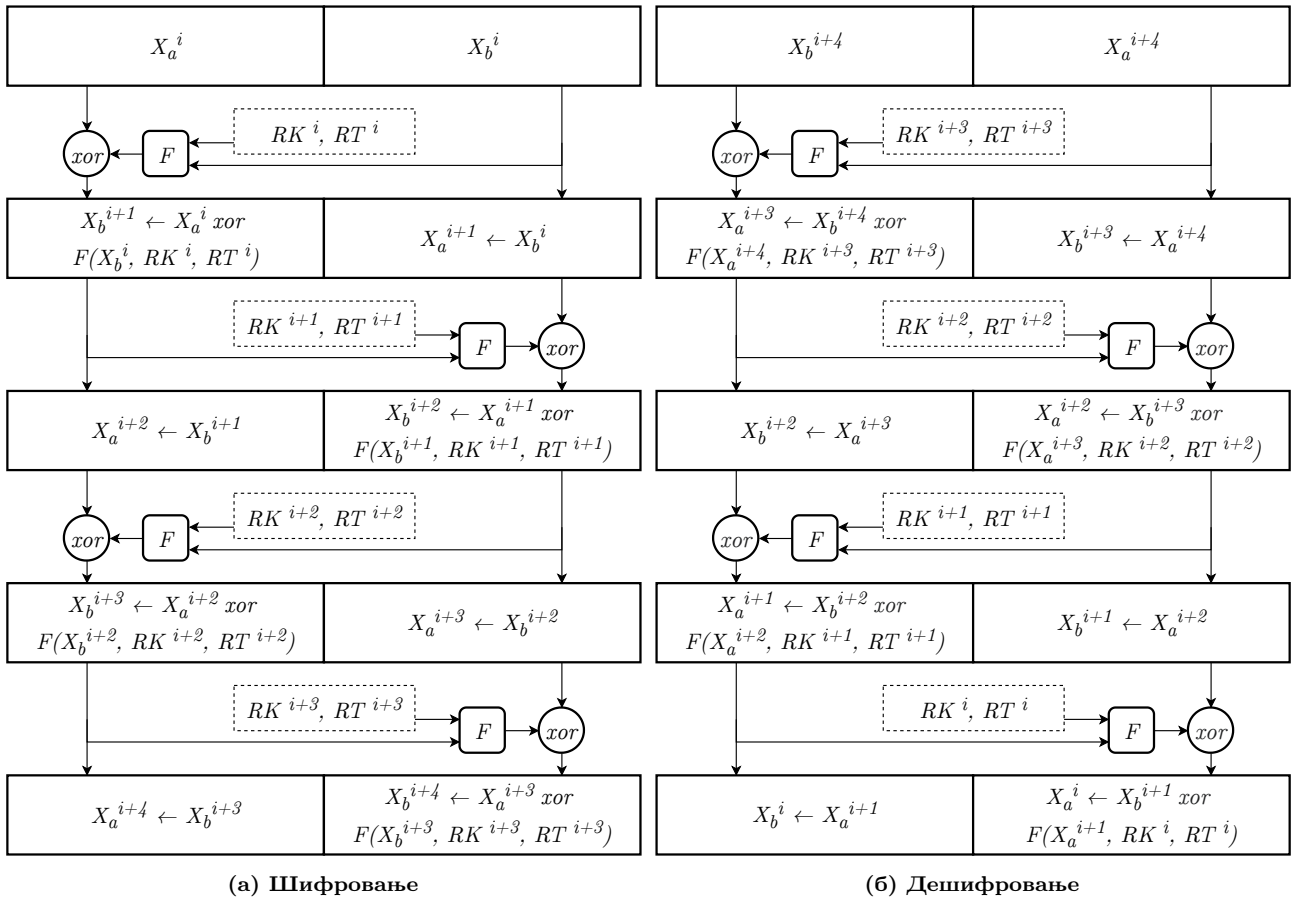 X_a^i
X_b^i
RK^i, RT^i
xor
F
X_b^{i+1} ← X_a^i xor
F(X_b^i, RK^i, RT^i)
X_a^{i+1} ← X_b^i
RK^{i+1}, RT^{i+1}
F
xor
X_a^{i+2} ← X_b^{i+1}
X_b^{i+2} ← X_a^{i+1} xor
F(X_b^{i+1}, RK^{i+1}, RT^{i+1})
RK^{i+2}, RT^{i+2}
xor
F
X_b^{i+3} ← X_a^{i+2} xor
F(X_b^{i+2}, RK^{i+2}, RT^{i+2})
X_a^{i+3} ← X_b^{i+2}
RK^{i+3}, RT^{i+3}
F
xor
X_a^{i+4} ← X_b^{i+3}
X_b^{i+4} ← X_a^{i+3} xor
F(X_b^{i+3}, RK^{i+3}, RT^{i+3})
(а) Шифровање
X_b^{i+4}
X_a^{i+4}
RK^{i+3}, RT^{i+3}
xor
F
X_a^{i+3} ← X_b^{i+4} xor
F(X_a^{i+4}, RK^{i+3}, RT^{i+3})
X_b^{i+3} ← X_a^{i+4}
RK^{i+2}, RT^{i+2}
F
xor
X_b^{i+2} ← X_a^{i+3}
X_a^{i+2} ← X_b^{i+3} xor
F(X_a^{i+3}, RK^{i+2}, RT^{i+2})
RK^{i+1}, RT^{i+1}
xor
F
X_a^{i+1} ← X_b^{i+2} xor
F(X_a^{i+2}, RK^{i+1}, RT^{i+1})
X_b^{i+1} ← X_a^{i+2}
RK^i, RT^i
F
xor
X_b^i ← X_a^{i+1}
X_a^i ← X_b^{i+1} xor
F(X_a^{i+1}, RK^i, RT^i)
(б) Дешифровање